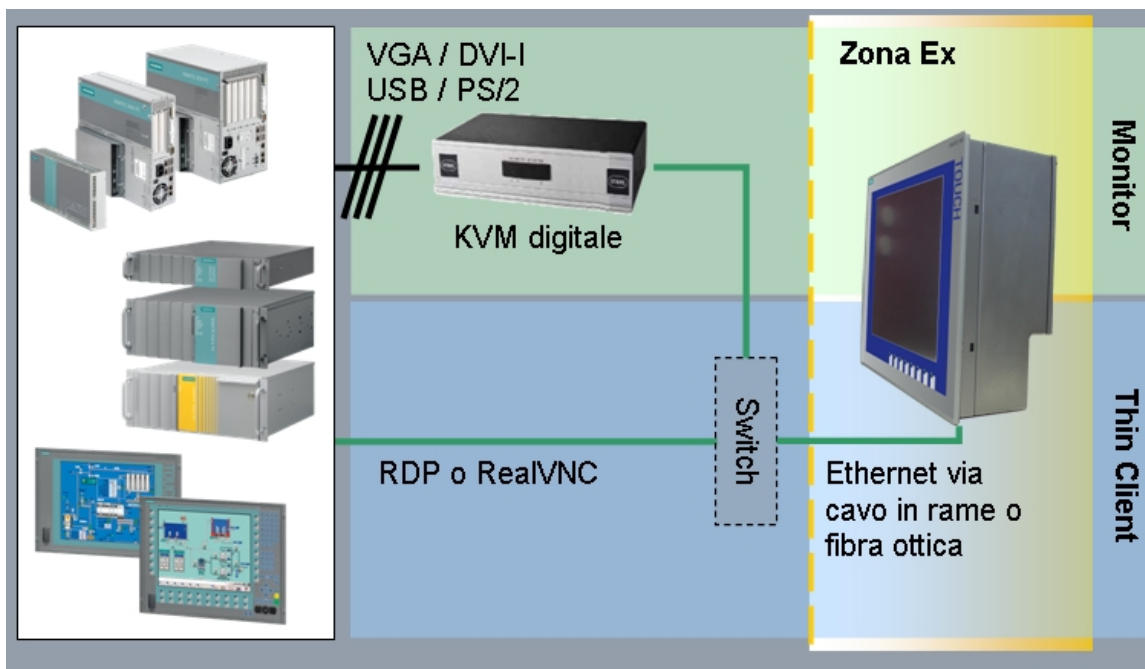 VGA / DVI-I
USB / PS/2
KVM digitale
Zona Ex
Monitor
TOUCH
Switch
RDP o RealVNC
Ethernet via
cavo in rame o
fibra ottica
Thin Client